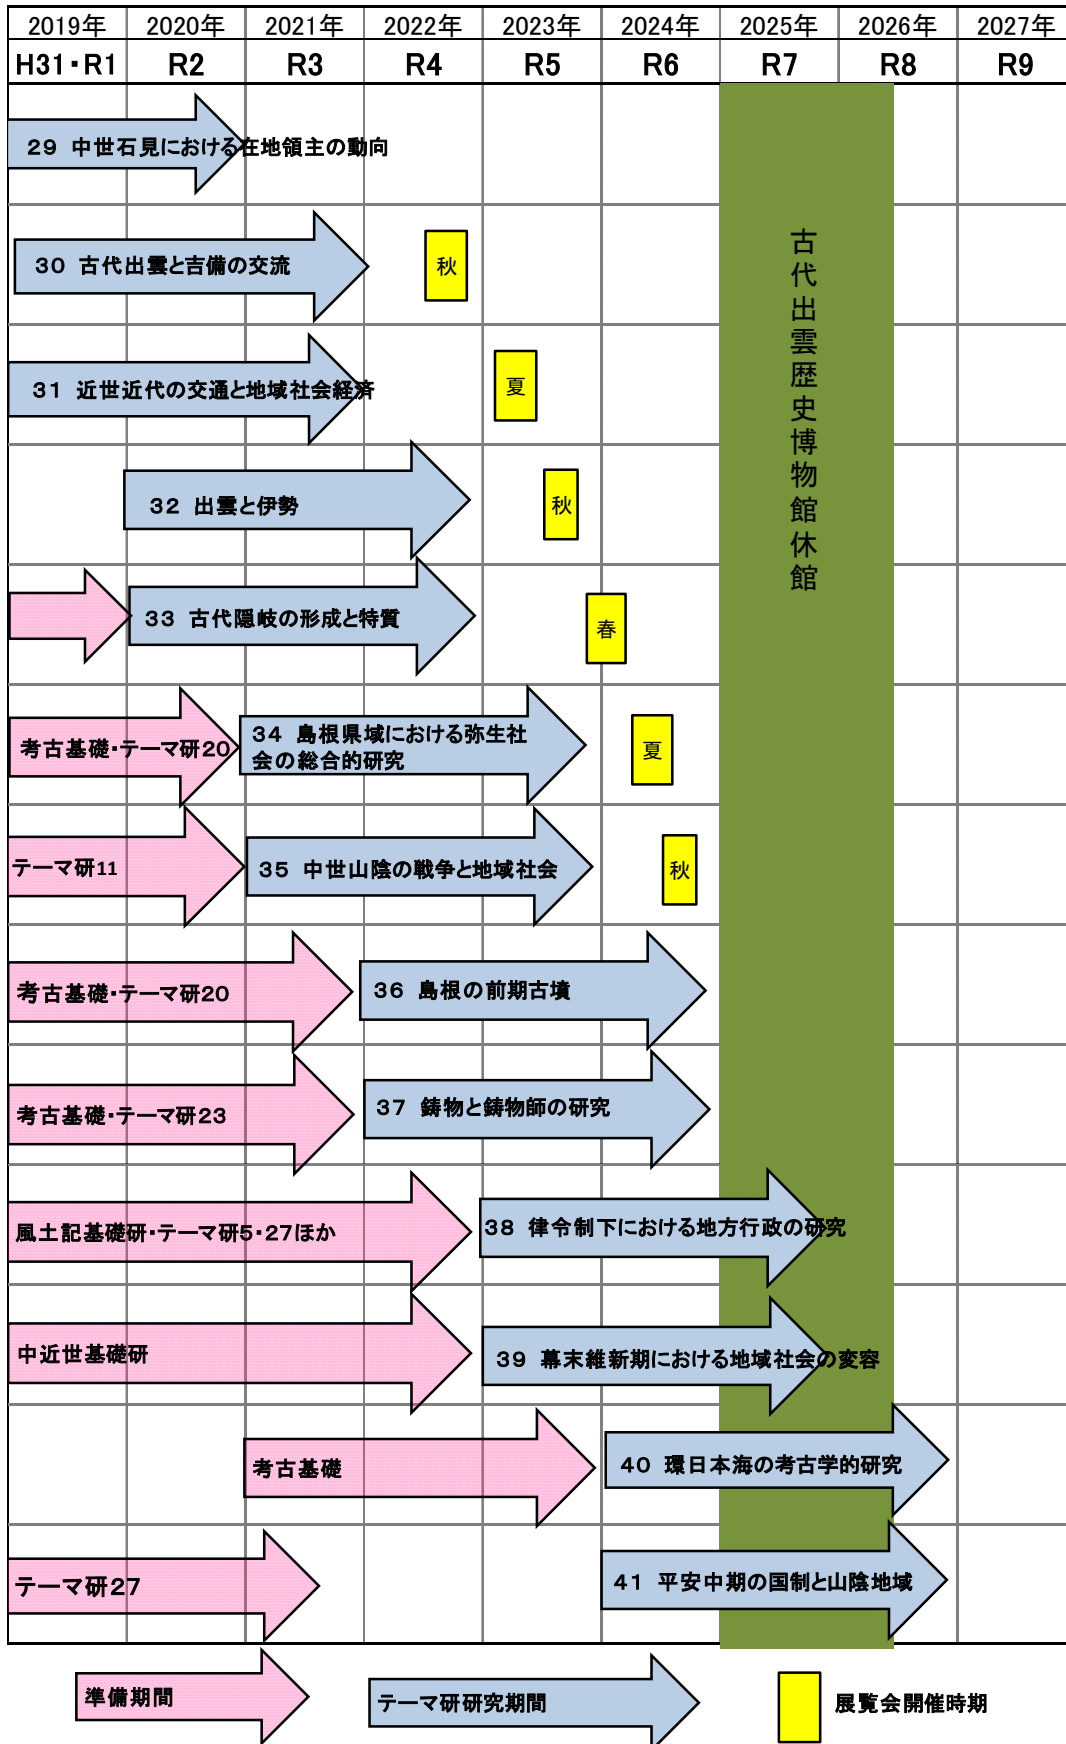 2019年 2020年 2021年 2022年 2023年 2024年 2025年 2026年 2027年
H31・R1 R2 R3 R4 R5 R6 R7 R8 R9
29 中世石見における在地領主の動向
30 古代出雲と吉備の交流
秋
31 近世近代の交通と地域社会経済
夏
32 出雲と伊勢
秋
33 古代隠岐の形成と特質
春
考古基礎・テーマ研20
34 島根県域における弥生社
会の総合的研究
夏
テーマ研11
35 中世山陰の戦争と地域社会
秋
考古基礎・テーマ研20
36 島根の前期古墳
考古基礎・テーマ研23
37 鋳物と鋳物師の研究
風土記基礎研・テーマ研5・27ほか
38 律令制下における地方行政の研究
中近世基礎研
39 幕末維新期における地域社会の変容
考古基礎
40 環日本海の考古学的研究
テーマ研27
41 平安中期の国制と山陰地域
古代出雲歴史博物館休館
準備期間
テーマ研研究期間
展覧会開催時期